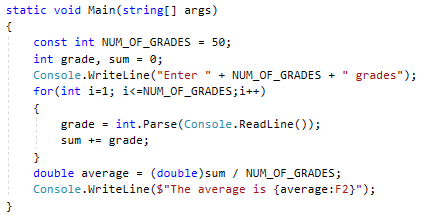 static void Main(string[] args)
{
    const int NUM_OF_GRADES = 50;
    int grade, sum = 0;
    Console.WriteLine("Enter " + NUM_OF_GRADES + " grades");
    for(int i=1; i<=NUM_OF_GRADES;i++)
    {
        grade = int.Parse(Console.ReadLine());
        sum += grade;
    }
    double average = (double)sum / NUM_OF_GRADES;
    Console.WriteLine($"The average is {average:F2}");
}